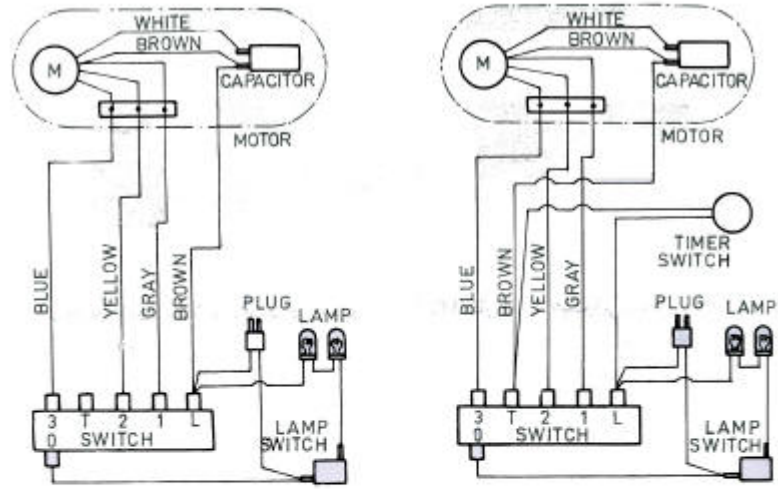 WHITE
BROWN
M
CAPACITOR
MOTOR
BLUE
YELLOW
GRAY
BROWN
PLUG
LAMP
3 T 2 1 L
0 SWITCH
LAMP
SWITCH
WHITE
BROWN
M
CAPACITOR
MOTOR
TIMER
SWITCH
BLUE
BROWN
YELLOW
GRAY
PLUG
LAMP
3 T 2 1 L
0 SWITCH
LAMP
SWITCH